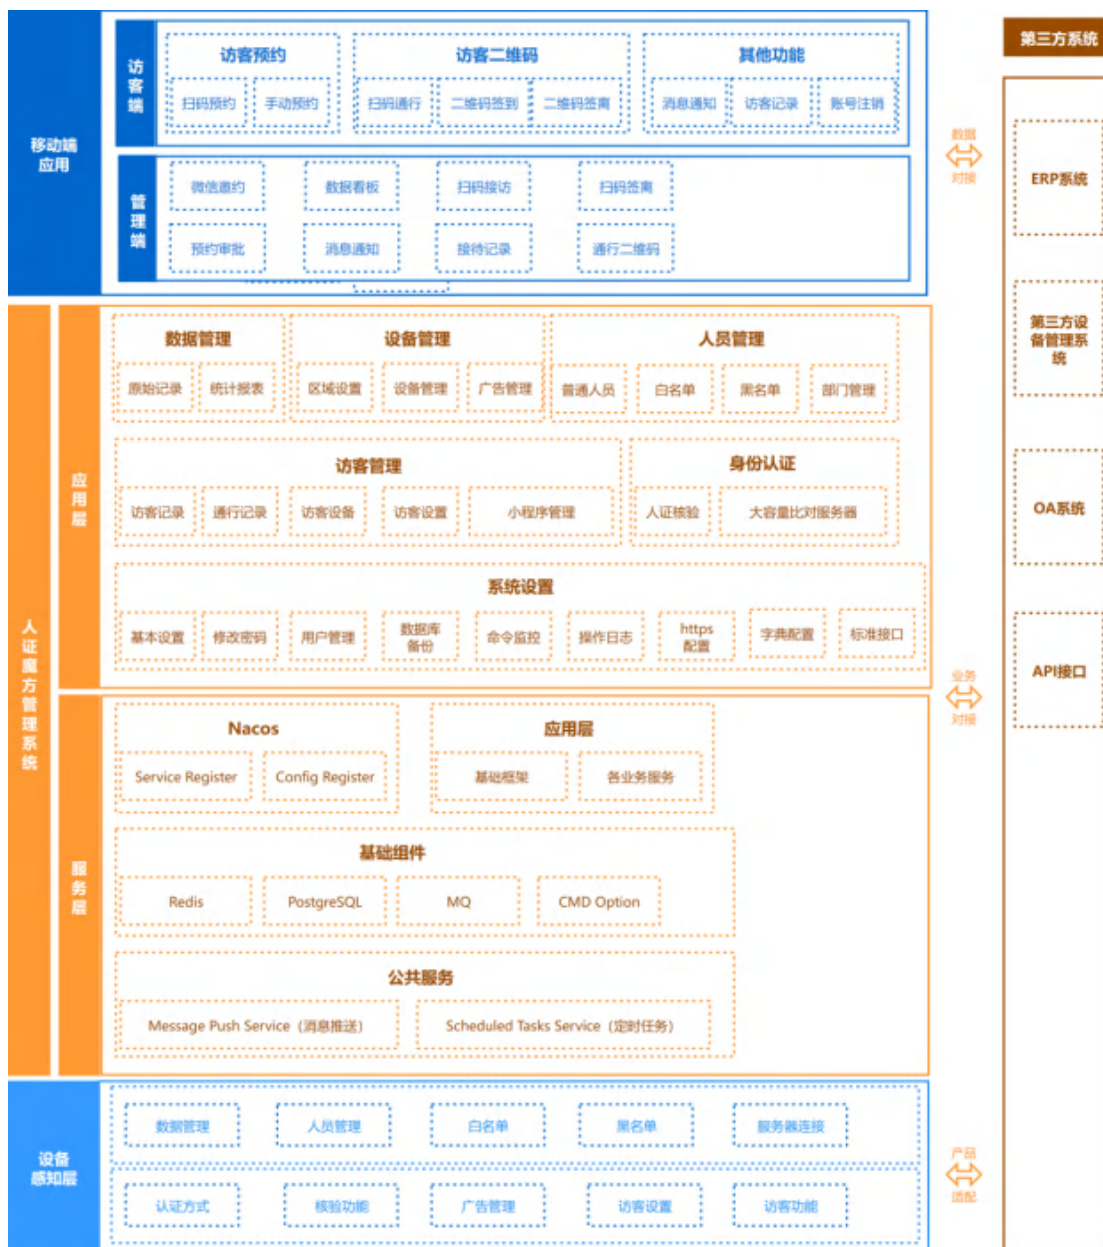 移动端
应用
访客端
访客预约
扫码预约
手动预约
访客二维码
扫码通行
二维码签到
二维码签离
其他功能
消息通知
访客记录
账号注销
管理端
微信邀约
数据看板
扫码接访
扫码签离
预约审批
消息通知
接待记录
通行二维码
人证魔方管理系统
应用层
数据管理
原始记录
统计报表
设备管理
区域设置
设备管理
广告管理
人员管理
普通人员
白名单
黑名单
部门管理
访客管理
访客记录
通行记录
访客设备
访客设置
小程序管理
身份认证
人证核验
大容量比对服务器
系统设置
基本设置
修改密码
用户管理
数据库
备份
命令监控
操作日志
https
配置
字典配置
标准接口
服务层
Nacos
Service Register
Config Register
应用层
基础框架
各业务服务
基础组件
Redis
PostgreSQL
MQ
CMD Option
公共服务
Message Push Service（消息推送）
Scheduled Tasks Service（定时任务）
设备
感知层
数据管理
人员管理
白名单
黑名单
服务器连接
认证方式
核验功能
广告管理
访客设置
访客功能
数据
对接
业务
对接
产品
适配
第三方系统
ERP系统
第三方设
备管理系
统
OA系统
API接口